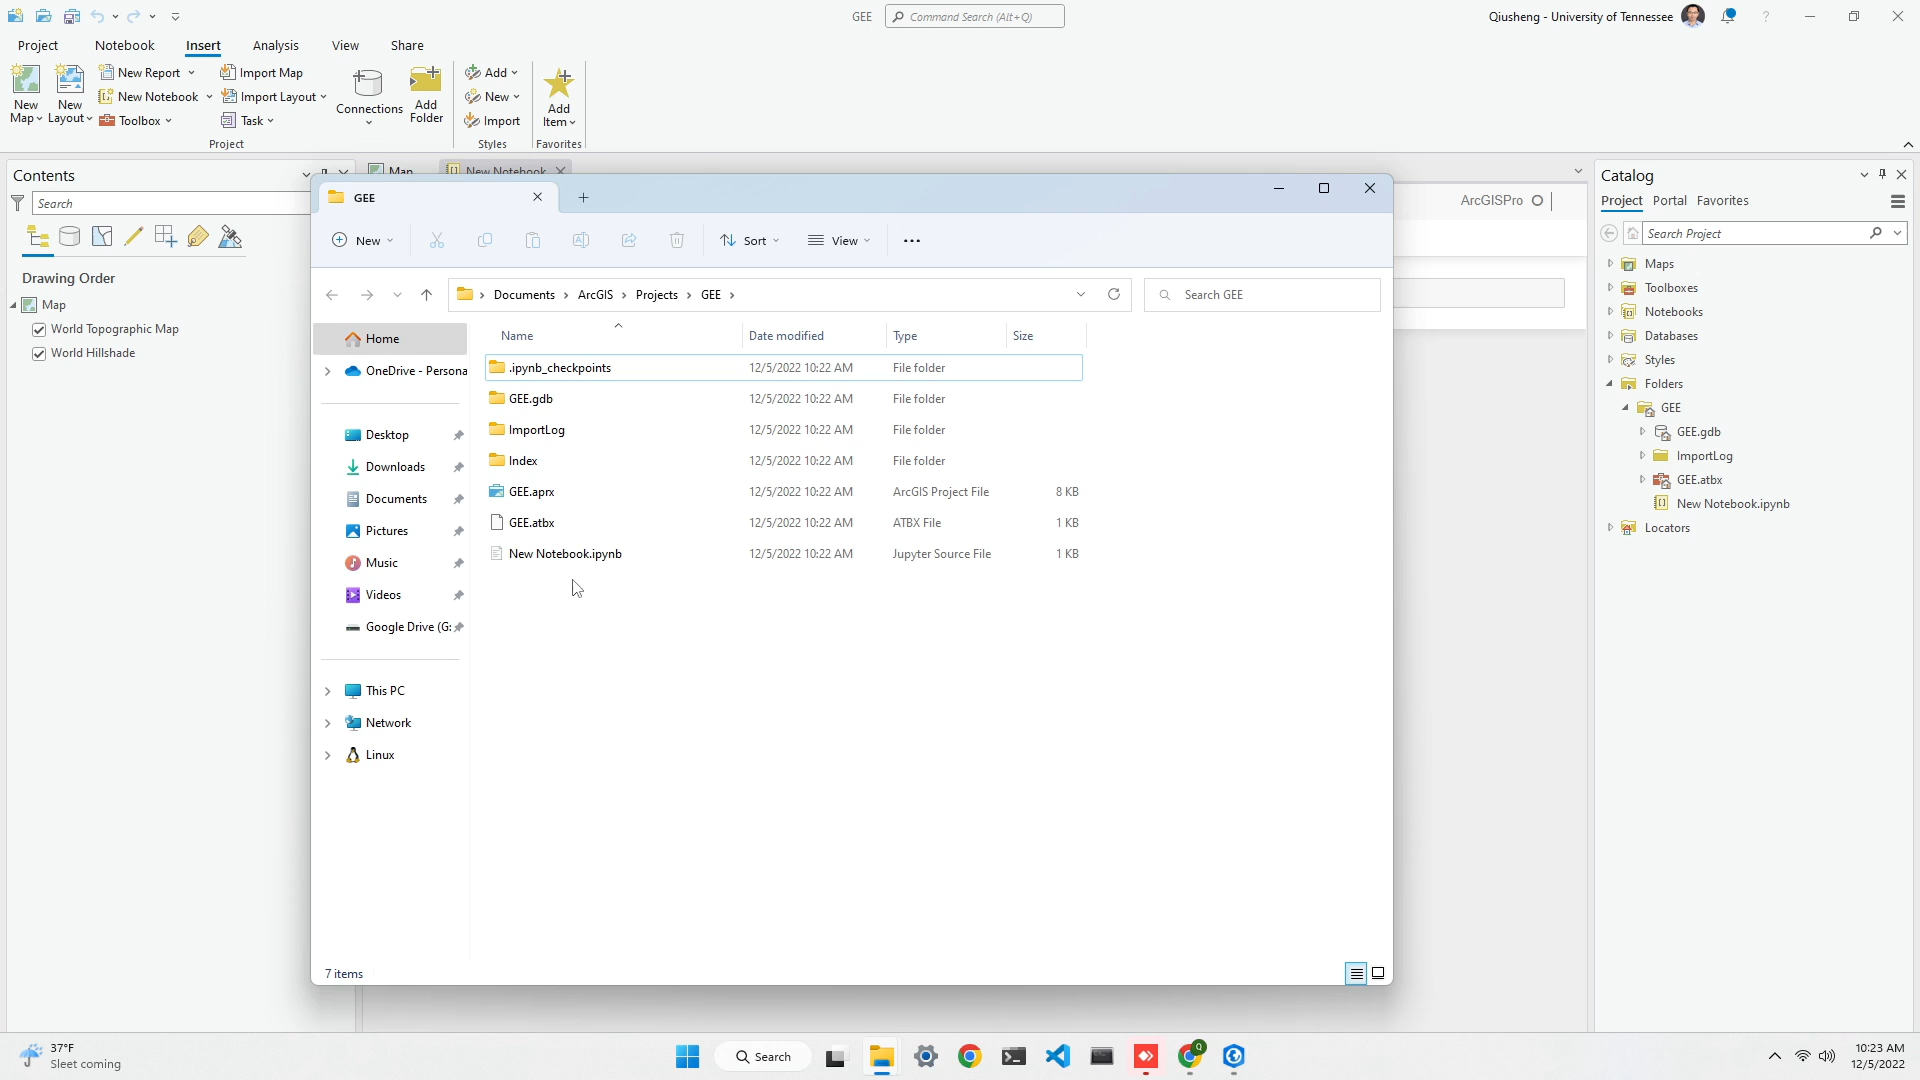 GEE
Command Search (Alt+Q)
Qiusheng - University of Tennessee
?
Project
Notebook
Insert
Analysis
View
Share
New Map
New Layout
New Report
New Notebook
Toolbox
Import Map
Import Layout
Task
Connections
Add Folder
Add
New
Import
Add Item
Project
Styles
Favorites
Contents
Search
Drawing Order
Map
World Topographic Map
World Hillshade
Map
New Notebook
ArcGISPro
GEE
New
Sort
View
Documents
ArcGIS
Projects
GEE
Search GEE
Home
OneDrive - Persona
Desktop
Downloads
Documents
Pictures
Music
Videos
Google Drive (G:
This PC
Network
Linux
Name Date modified Type Size
.ipynb_checkpoints 12/5/2022 10:22 AM File folder
GEE.gdb 12/5/2022 10:22 AM File folder
ImportLog 12/5/2022 10:22 AM File folder
Index 12/5/2022 10:22 AM File folder
GEE.aprx 12/5/2022 10:22 AM ArcGIS Project File 8 KB
GEE.atbx 12/5/2022 10:22 AM ATBX File 1 KB
New Notebook.ipynb 12/5/2022 10:22 AM Jupyter Source File 1 KB
7 items
Catalog
Project
Portal
Favorites
Search Project
Maps
Toolboxes
Notebooks
Databases
Styles
Folders
GEE
GEE.gdb
ImportLog
GEE.atbx
New Notebook.ipynb
Locators
37°F
Sleet coming
Search
Q
10:23 AM
12/5/2022